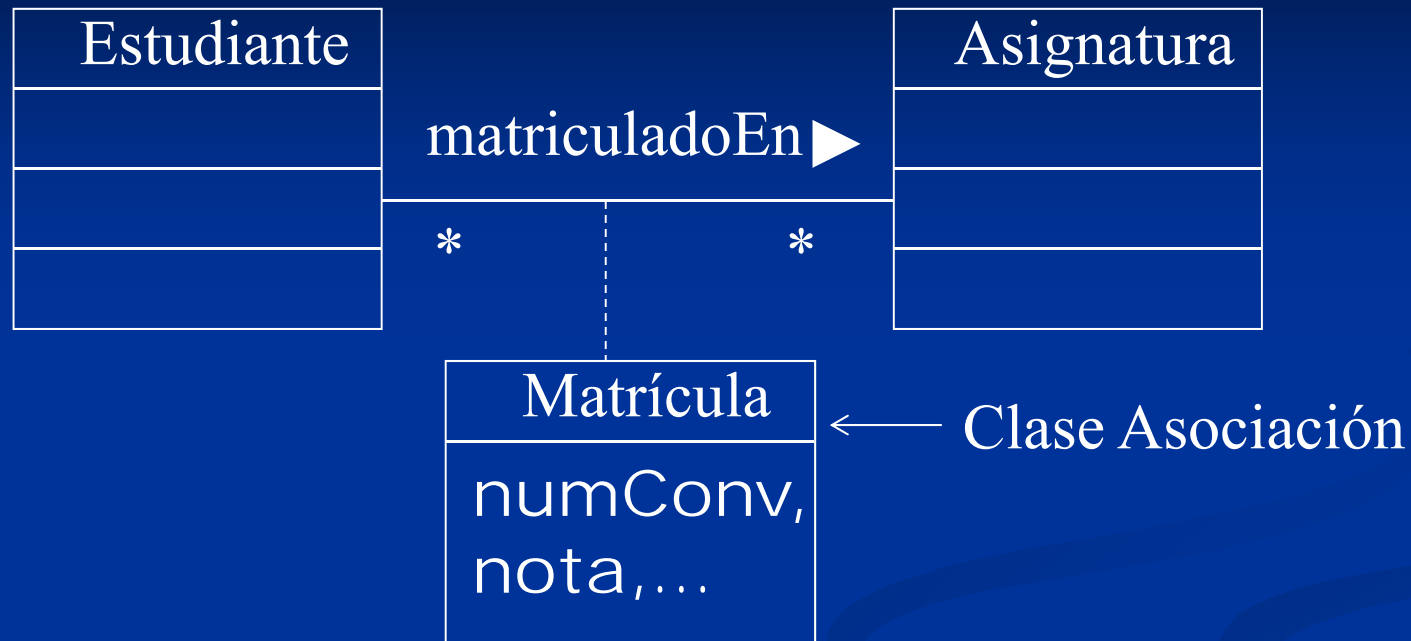 Estudiante
Asignatura
matriculadoEn
*
*
Matrícula
Clase Asociación
numConv,
nota,...